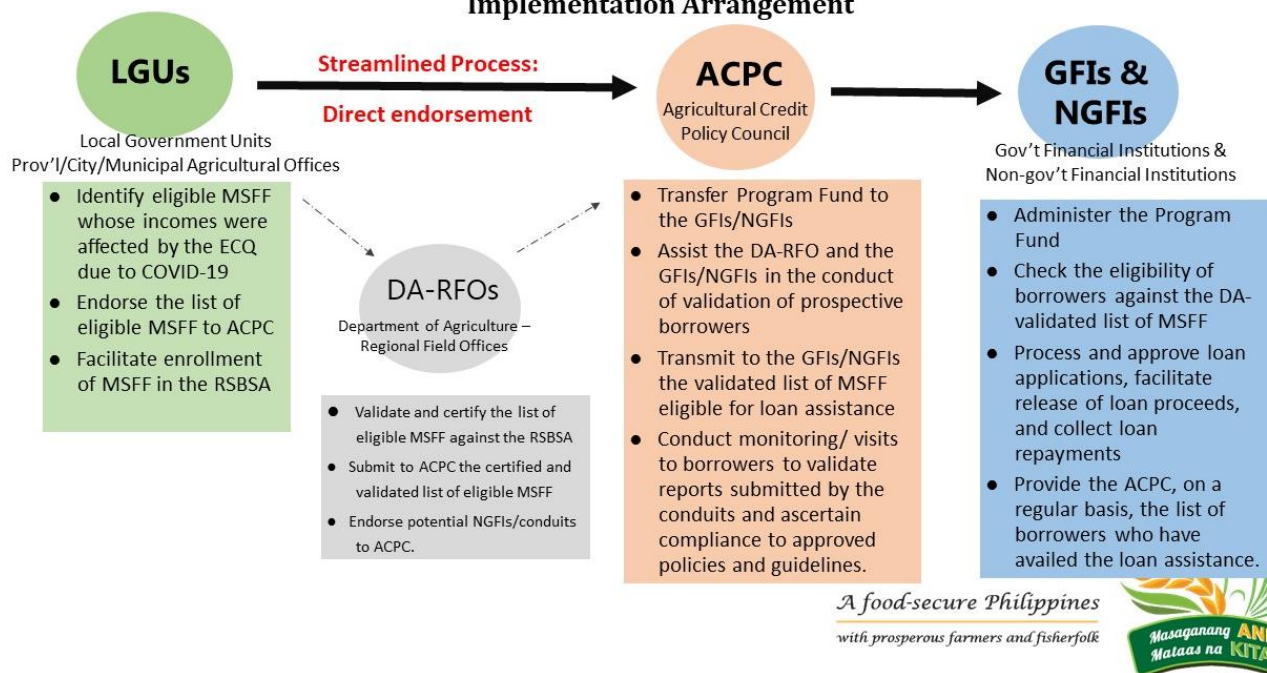 Implementation Arrangement
LGUs
Local Government Units
Prov'l/City/Municipal Agricultural Offices
● Identify eligible MSFF
whose incomes were
affected by the ECQ
due to COVID-19
● Endorse the list of
eligible MSFF to ACPC
● Facilitate enrollment
of MSFF in the RSBSA
Streamlined Process:
Direct endorsement
DA-RFOs
Department of Agriculture –
Regional Field Offices
● Validate and certify the list of
eligible MSFF against the RSBSA
● Submit to ACPC the certified and
validated list of eligible MSFF
● Endorse potential NGFIs/conduits
to ACPC.
ACPC
Agricultural Credit
Policy Council
● Transfer Program Fund to
the GFIs/NGFIs
● Assist the DA-RFO and the
GFIs/NGFIs in the conduct
of validation of prospective
borrowers
● Transmit to the GFIs/NGFIs
the validated list of MSFF
eligible for loan assistance
● Conduct monitoring/ visits
to borrowers to validate
reports submitted by the
conduits and ascertain
compliance to approved
policies and guidelines.
GFIs &
NGFIs
Gov't Financial Institutions &
Non-gov't Financial Institutions
● Administer the Program
Fund
● Check the eligibility of
borrowers against the DA-
validated list of MSFF
● Process and approve loan
applications, facilitate
release of loan proceeds,
and collect loan
repayments
● Provide the ACPC, on a
regular basis, the list of
borrowers who have
availed the loan assistance.
A food-secure Philippines
with prosperous farmers and fisherfolk
Masaganang ANI
Mataas na KITA